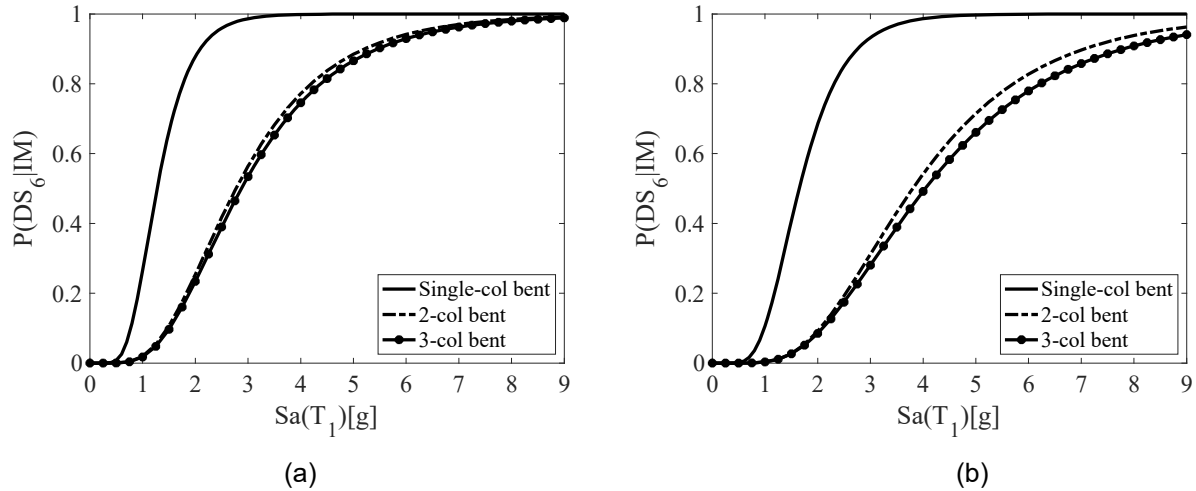 1
0.8
0.6
0.4
0.2
0
P(DS6|IM)
Single-col bent
2-col bent
3-col bent
0 1 2 3 4 5 6 7 8 9
Sa(T1)[g]
(a)
1
0.8
0.6
0.4
0.2
0
P(DS6|IM)
Single-col bent
2-col bent
3-col bent
0 1 2 3 4 5 6 7 8 9
Sa(T1)[g]
(b)